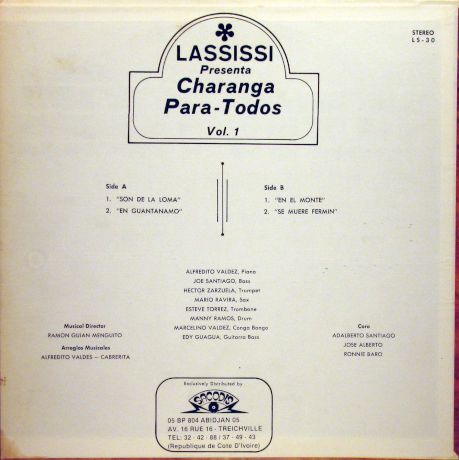 STEREO
LS-30
LASSISSI
Presenta
Charanga
Para-Todos
Vol. 1
Side A
1. "SON DE LA LOMA"
2. "EN GUANTANAMO"
Side B
1. "EN EL MONTE"
2. "SE MUERE FERMIN"
ALFREDITO VALDEZ, Piano
JOE SANTIAGO, Bass
HECTOR ZARZUELA, Trumpet
MARIO RAVIRA, Sax
ESTEVE TORREZ, Trombone
MANNY RAMOS, Drum
MARCELINO VALDEZ, Conga Bongo
EDY GUAGUA, Guitarra Bass
Musical Director
RAMON GUIAN MENGUITO
Arreglos Musicales
ALFREDITO VALDES — CABRERITA
Coro
ADALBERTO SANTIAGO
JOSE ALBERTO
RONNIE BARO
Exclusively Distributed by
SACODIS
05 BP 804 ABIDJAN 05
AV. 16 RUE 16 - TREICHVILLE
TEL: 32 - 42 - 88 / 37 - 49 - 43
(Republique de Cote D'Ivoire)